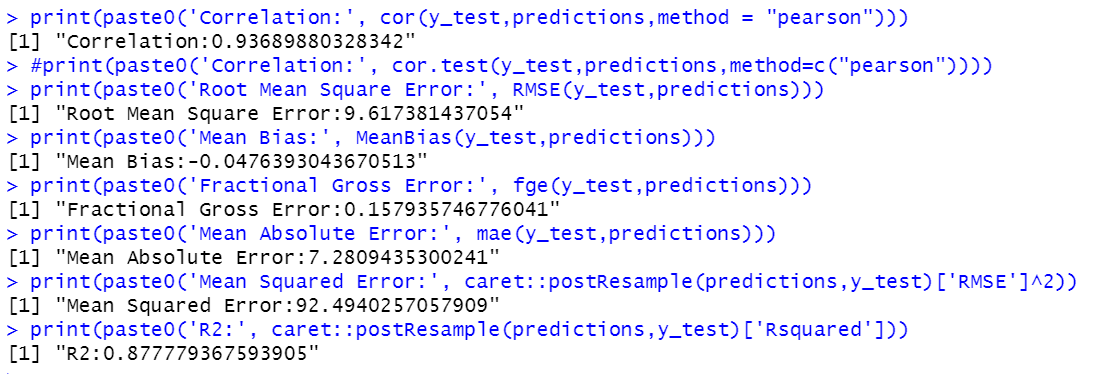 > print(paste0('Correlation:', cor(y_test,predictions,method = "pearson")))
[1] "Correlation:0.93689880328342"
> #print(paste0('Correlation:', cor.test(y_test,predictions,method=c("pearson"))))
> print(paste0('Root Mean Square Error:', RMSE(y_test,predictions)))
[1] "Root Mean Square Error:9.617381437054"
> print(paste0('Mean Bias:', MeanBias(y_test,predictions)))
[1] "Mean Bias:-0.0476393043670513"
> print(paste0('Fractional Gross Error:', fge(y_test,predictions)))
[1] "Fractional Gross Error:0.157935746776041"
> print(paste0('Mean Absolute Error:', mae(y_test,predictions)))
[1] "Mean Absolute Error:7.2809435300241"
> print(paste0('Mean Squared Error:', caret::postResample(predictions,y_test)['RMSE']^2))
[1] "Mean Squared Error:92.4940257057909"
> print(paste0('R2:', caret::postResample(predictions,y_test)['Rsquared']))
[1] "R2:0.877779367593905"